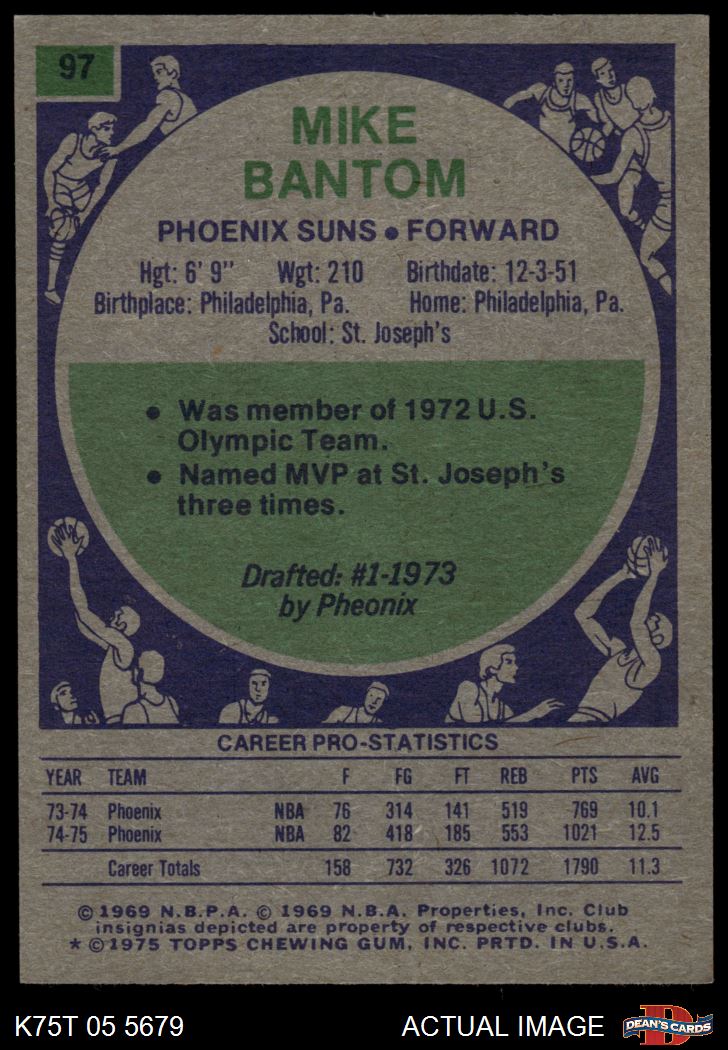 97
MIKE
BANTOM
PHOENIX SUNS • FORWARD
Hgt: 6' 9" Wgt: 210 Birthdate: 12-3-51
Birthplace: Philadelphia, Pa. Home: Philadelphia, Pa.
School: St. Joseph's
• Was member of 1972 U.S.
Olympic Team.
• Named MVP at St. Joseph's
three times.
Drafted: #1-1973
by Pheonix
CAREER PRO-STATISTICS
YEAR TEAM F FG FT REB PTS AVG
73-74 Phoenix NBA 76 314 141 519 769 10.1
74-75 Phoenix NBA 82 418 185 553 1021 12.5
Career Totals 158 732 326 1072 1790 11.3
© 1969 N.B.P.A. © 1969 N.B.A. Properties, Inc. Club
insignias depicted are property of respective clubs.
* © 1975 TOPPS CHEWING GUM, INC. PRTD. IN U.S.A.
K75T 05 5679 ACTUAL IMAGE
D
DEAN'S CARDS